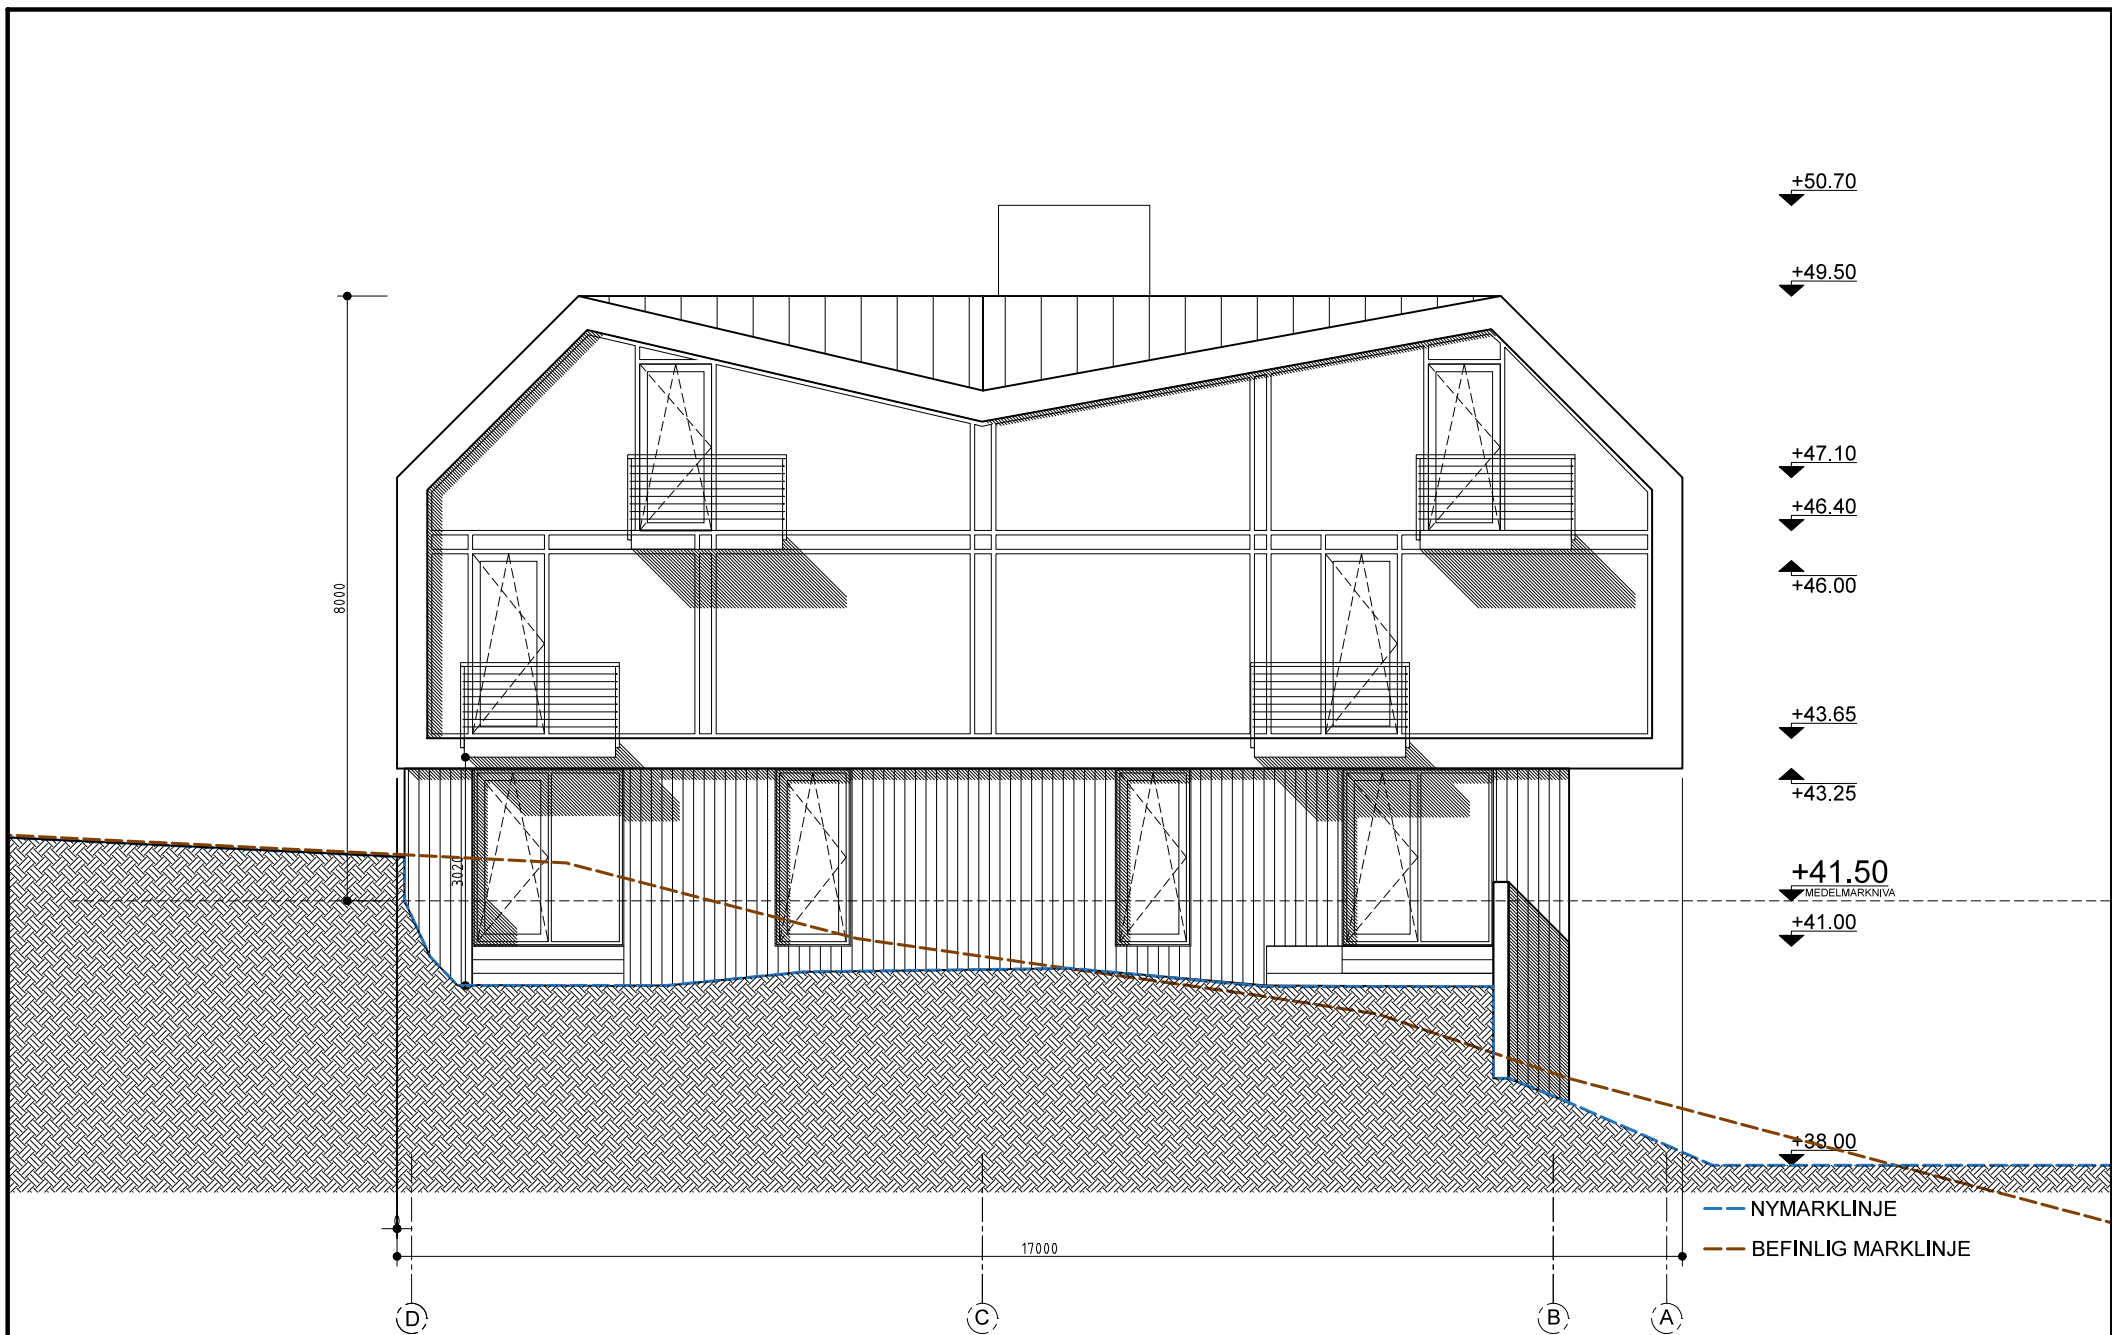 +50.70
+49.50
+47.10
+46.40
+46.00
8000
+43.65
+43.25
3020
+41.50
MEDELMARKNIVA
+41.00
+38.00
NYMARKLINJE
17000
BEFINLIG MARKLINJE
D
C
B
A